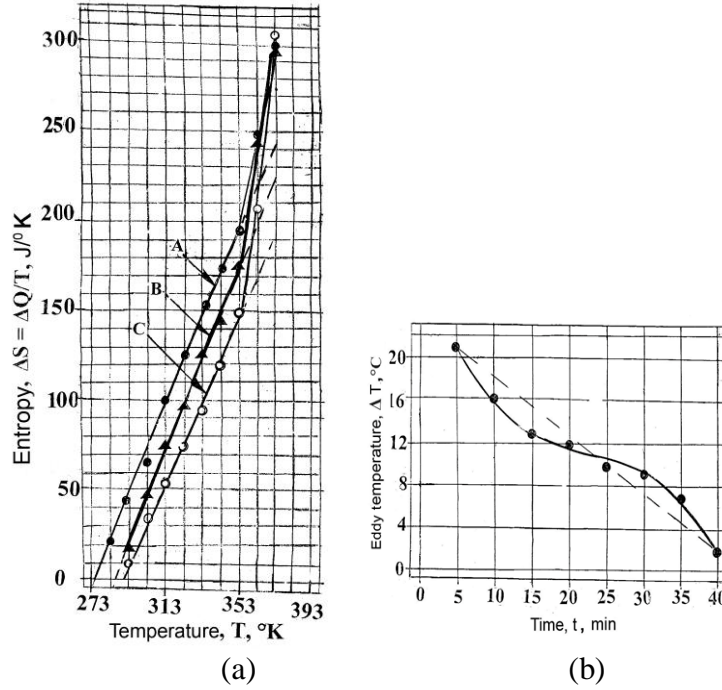 300
250
200
150
100
50
0
Entropy, ΔS = ΔQ/T, J/⁰K
A
B
C
273 313 353 393
Temperature, T, °K
(a)
20
16
12
8
4
0
Eddy temperature, Δ T, °C
0 5 10 15 20 25 30 35 40
Time, t, min
(b)